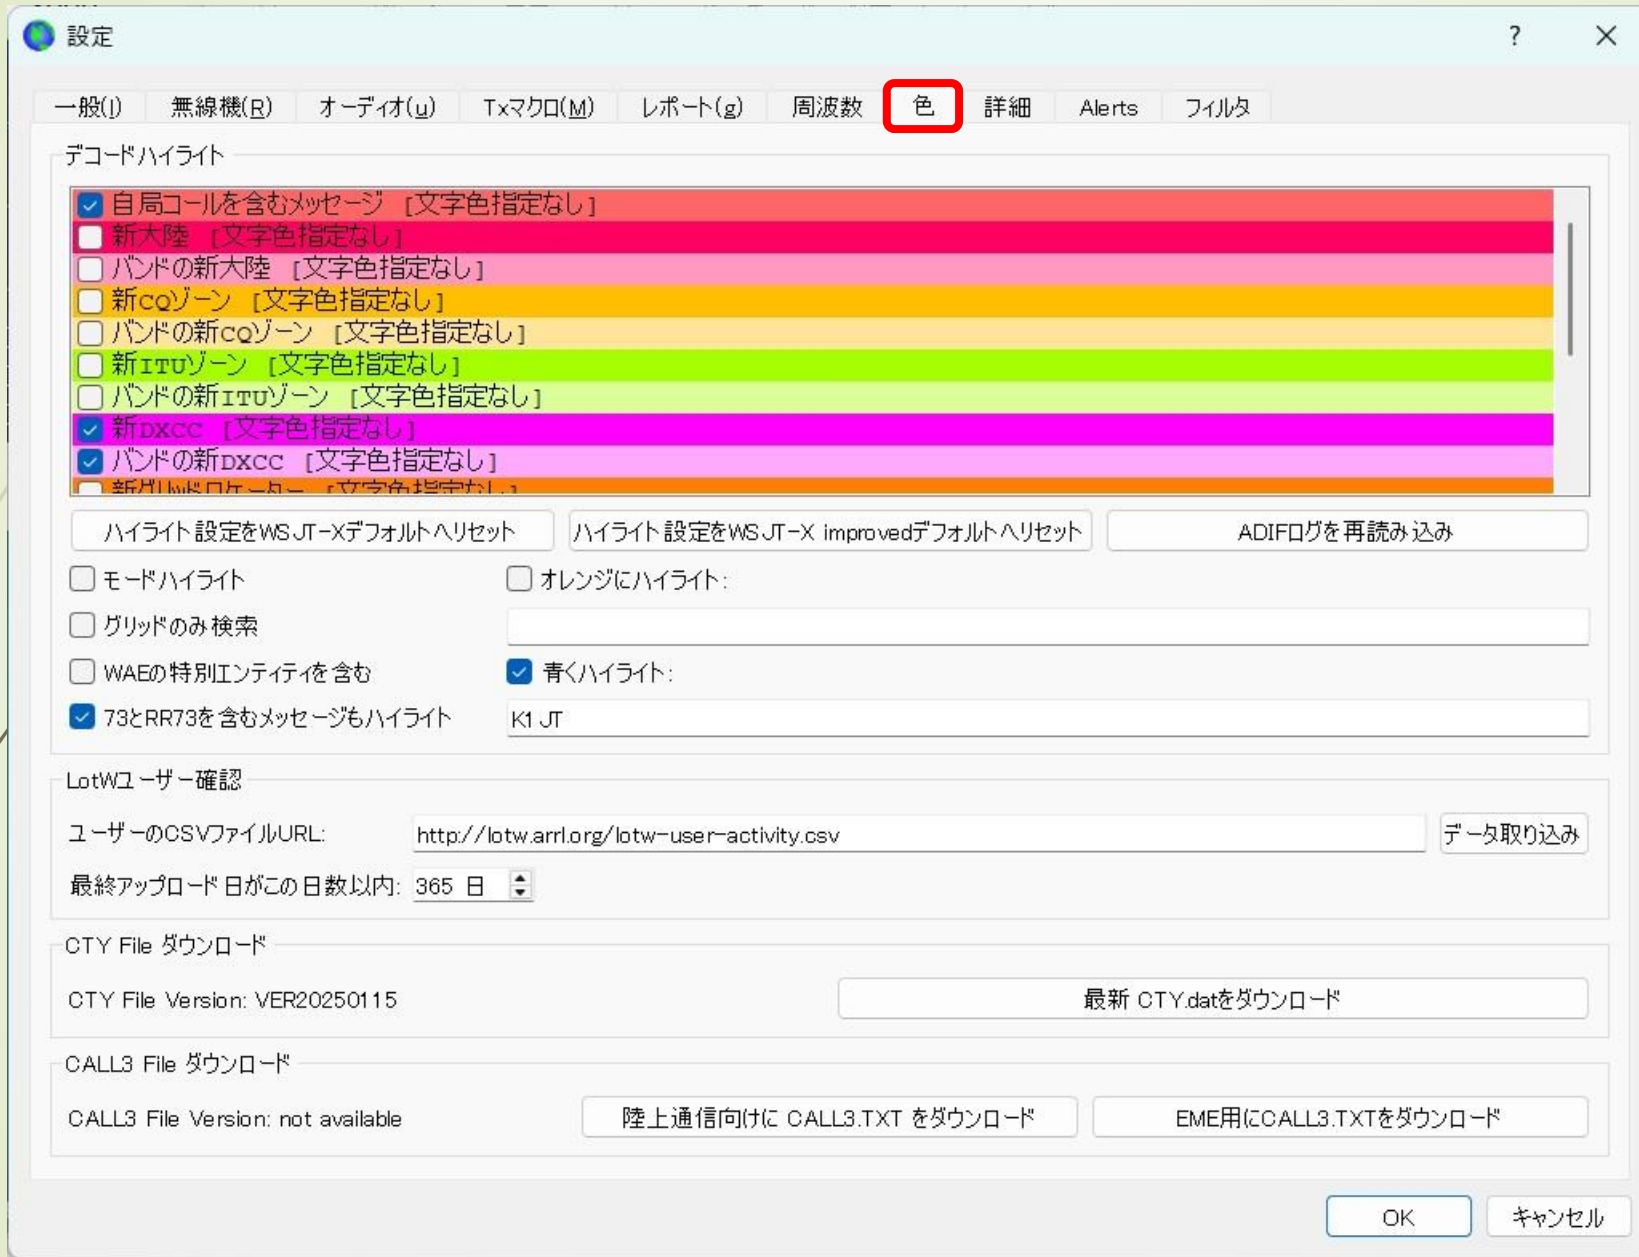 設定
?
一般(I) 無線機(R) オーディオ(u) Txマクロ(M) レポート(g) 周波数 色 詳細 Alerts フィルタ
デコードハイライト
自局コールを含むメッセージ [文字色指定なし]
新大陸 [文字色指定なし]
バンドの新大陸 [文字色指定なし]
新CQゾーン [文字色指定なし]
バンドの新CQゾーン [文字色指定なし]
新ITUゾーン [文字色指定なし]
バンドの新ITUゾーン [文字色指定なし]
新DXCC [文字色指定なし]
バンドの新DXCC [文字色指定なし]
新グリッドロケーター [文字色指定なし]
ハイライト設定をWSJT-Xデフォルトへリセット ハイライト設定をWSJT-X improvedデフォルトへリセット ADIFログを再読み込み
モードハイライト オレンジにハイライト:
グリッドのみ検索
WAEの特別エンティティを含む 青くハイライト:
73とRR73を含むメッセージもハイライト K1JT
LotWユーザー確認
ユーザーのCSVファイルURL: http://lotw.arrl.org/lotw-user-activity.csv データ取り込み
最終アップロード日がこの日数以内: 365 日
CTY File ダウンロード
CTY File Version: VER20250115 最新 CTY.datをダウンロード
CALL3 File ダウンロード
CALL3 File Version: not available 陸上通信向けに CALL3.TXT をダウンロード EME用にCALL3.TXTをダウンロード
OK キャンセル